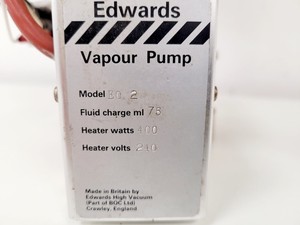 Edwards
Vapour Pump
Model 2
Fluid charge ml 75
Heater watts
Heater volts
Made in Britain by
Edwards High Vacuum
(Part of BOC Ltd)
Crawley, England